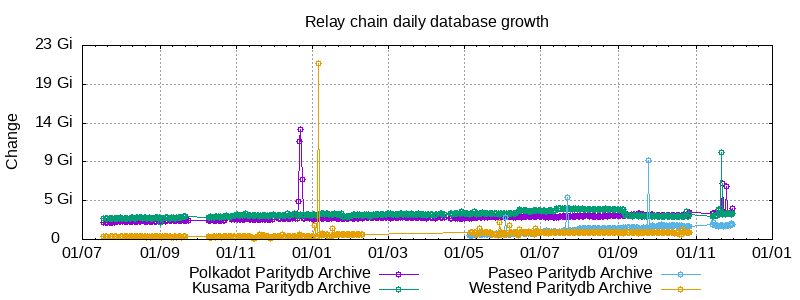 Relay chain daily database growth
23 Gi
19 Gi
14 Gi
9 Gi
5 Gi
0
Change
01/07 01/09 01/11 01/01 01/03 01/05 01/07 01/09 01/11 01/01
Polkadot Paritydb Archive Paseo Paritydb Archive
Kusama Paritydb Archive Westend Paritydb Archive